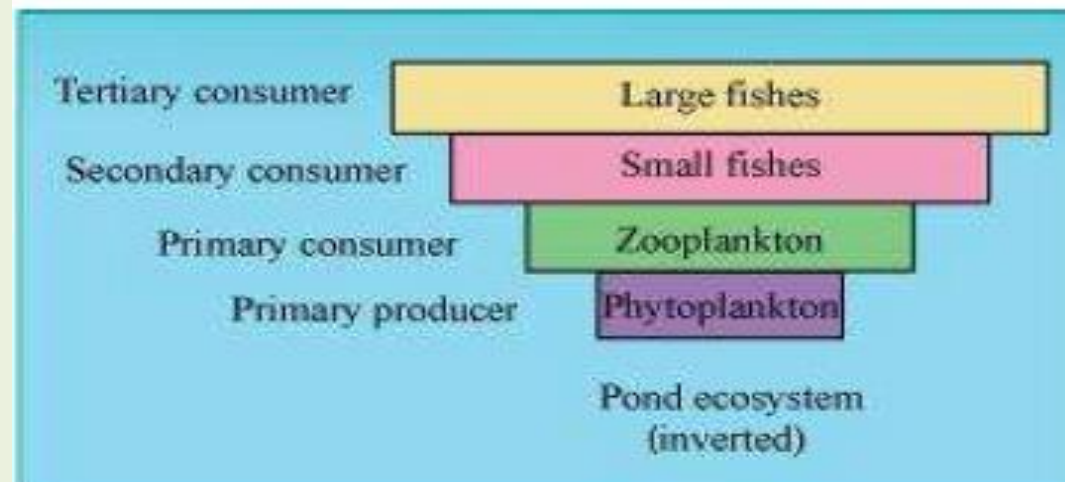 Tertiary consumer Large fishes
Secondary consumer Small fishes
Primary consumer Zooplankton
Primary producer Phytoplankton
Pond ecosystem
(inverted)